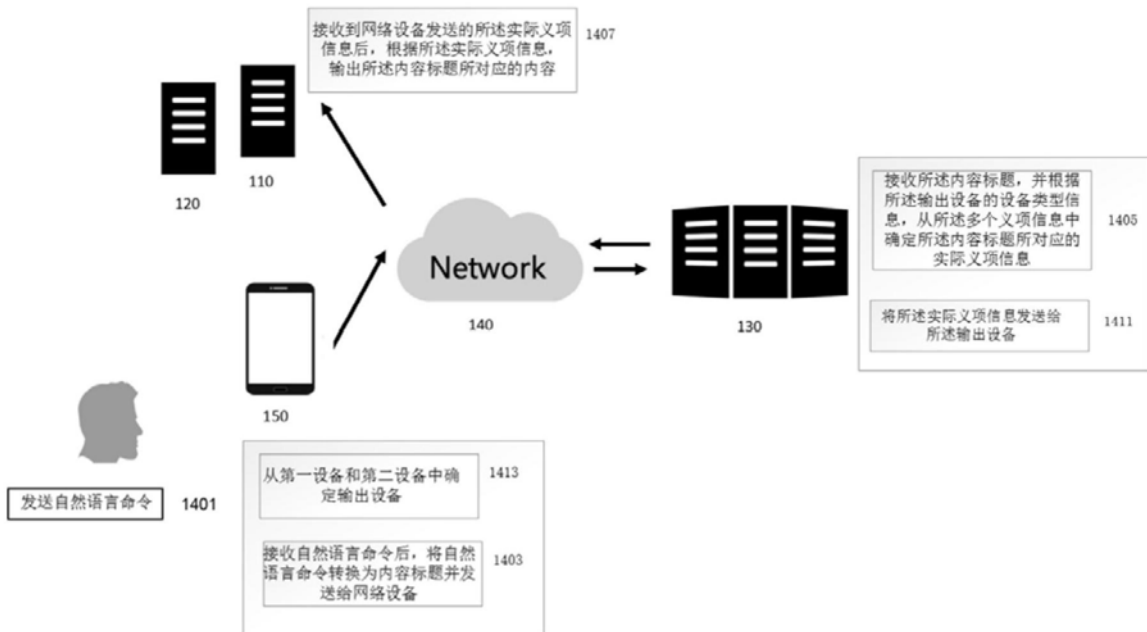 接收到网络设备发送的所述实际义项
信息后，根据所述实际义项信息，
输出所述内容标题所对应的内容
1407
120
110
接收所述内容标题，并根据
所述输出设备的设备类型信
息，从所述多个义项信息中
确定所述内容标题所对应的
实际义项信息
1405
Network
140
130
将所述实际义项信息发送给
所述输出设备
1411
150
发送自然语言命令
1401
从第一设备和第二设备中确
定输出设备
1413
接收自然语言命令后，将自然
语言命令转换为内容标题并发
送给网络设备
1403